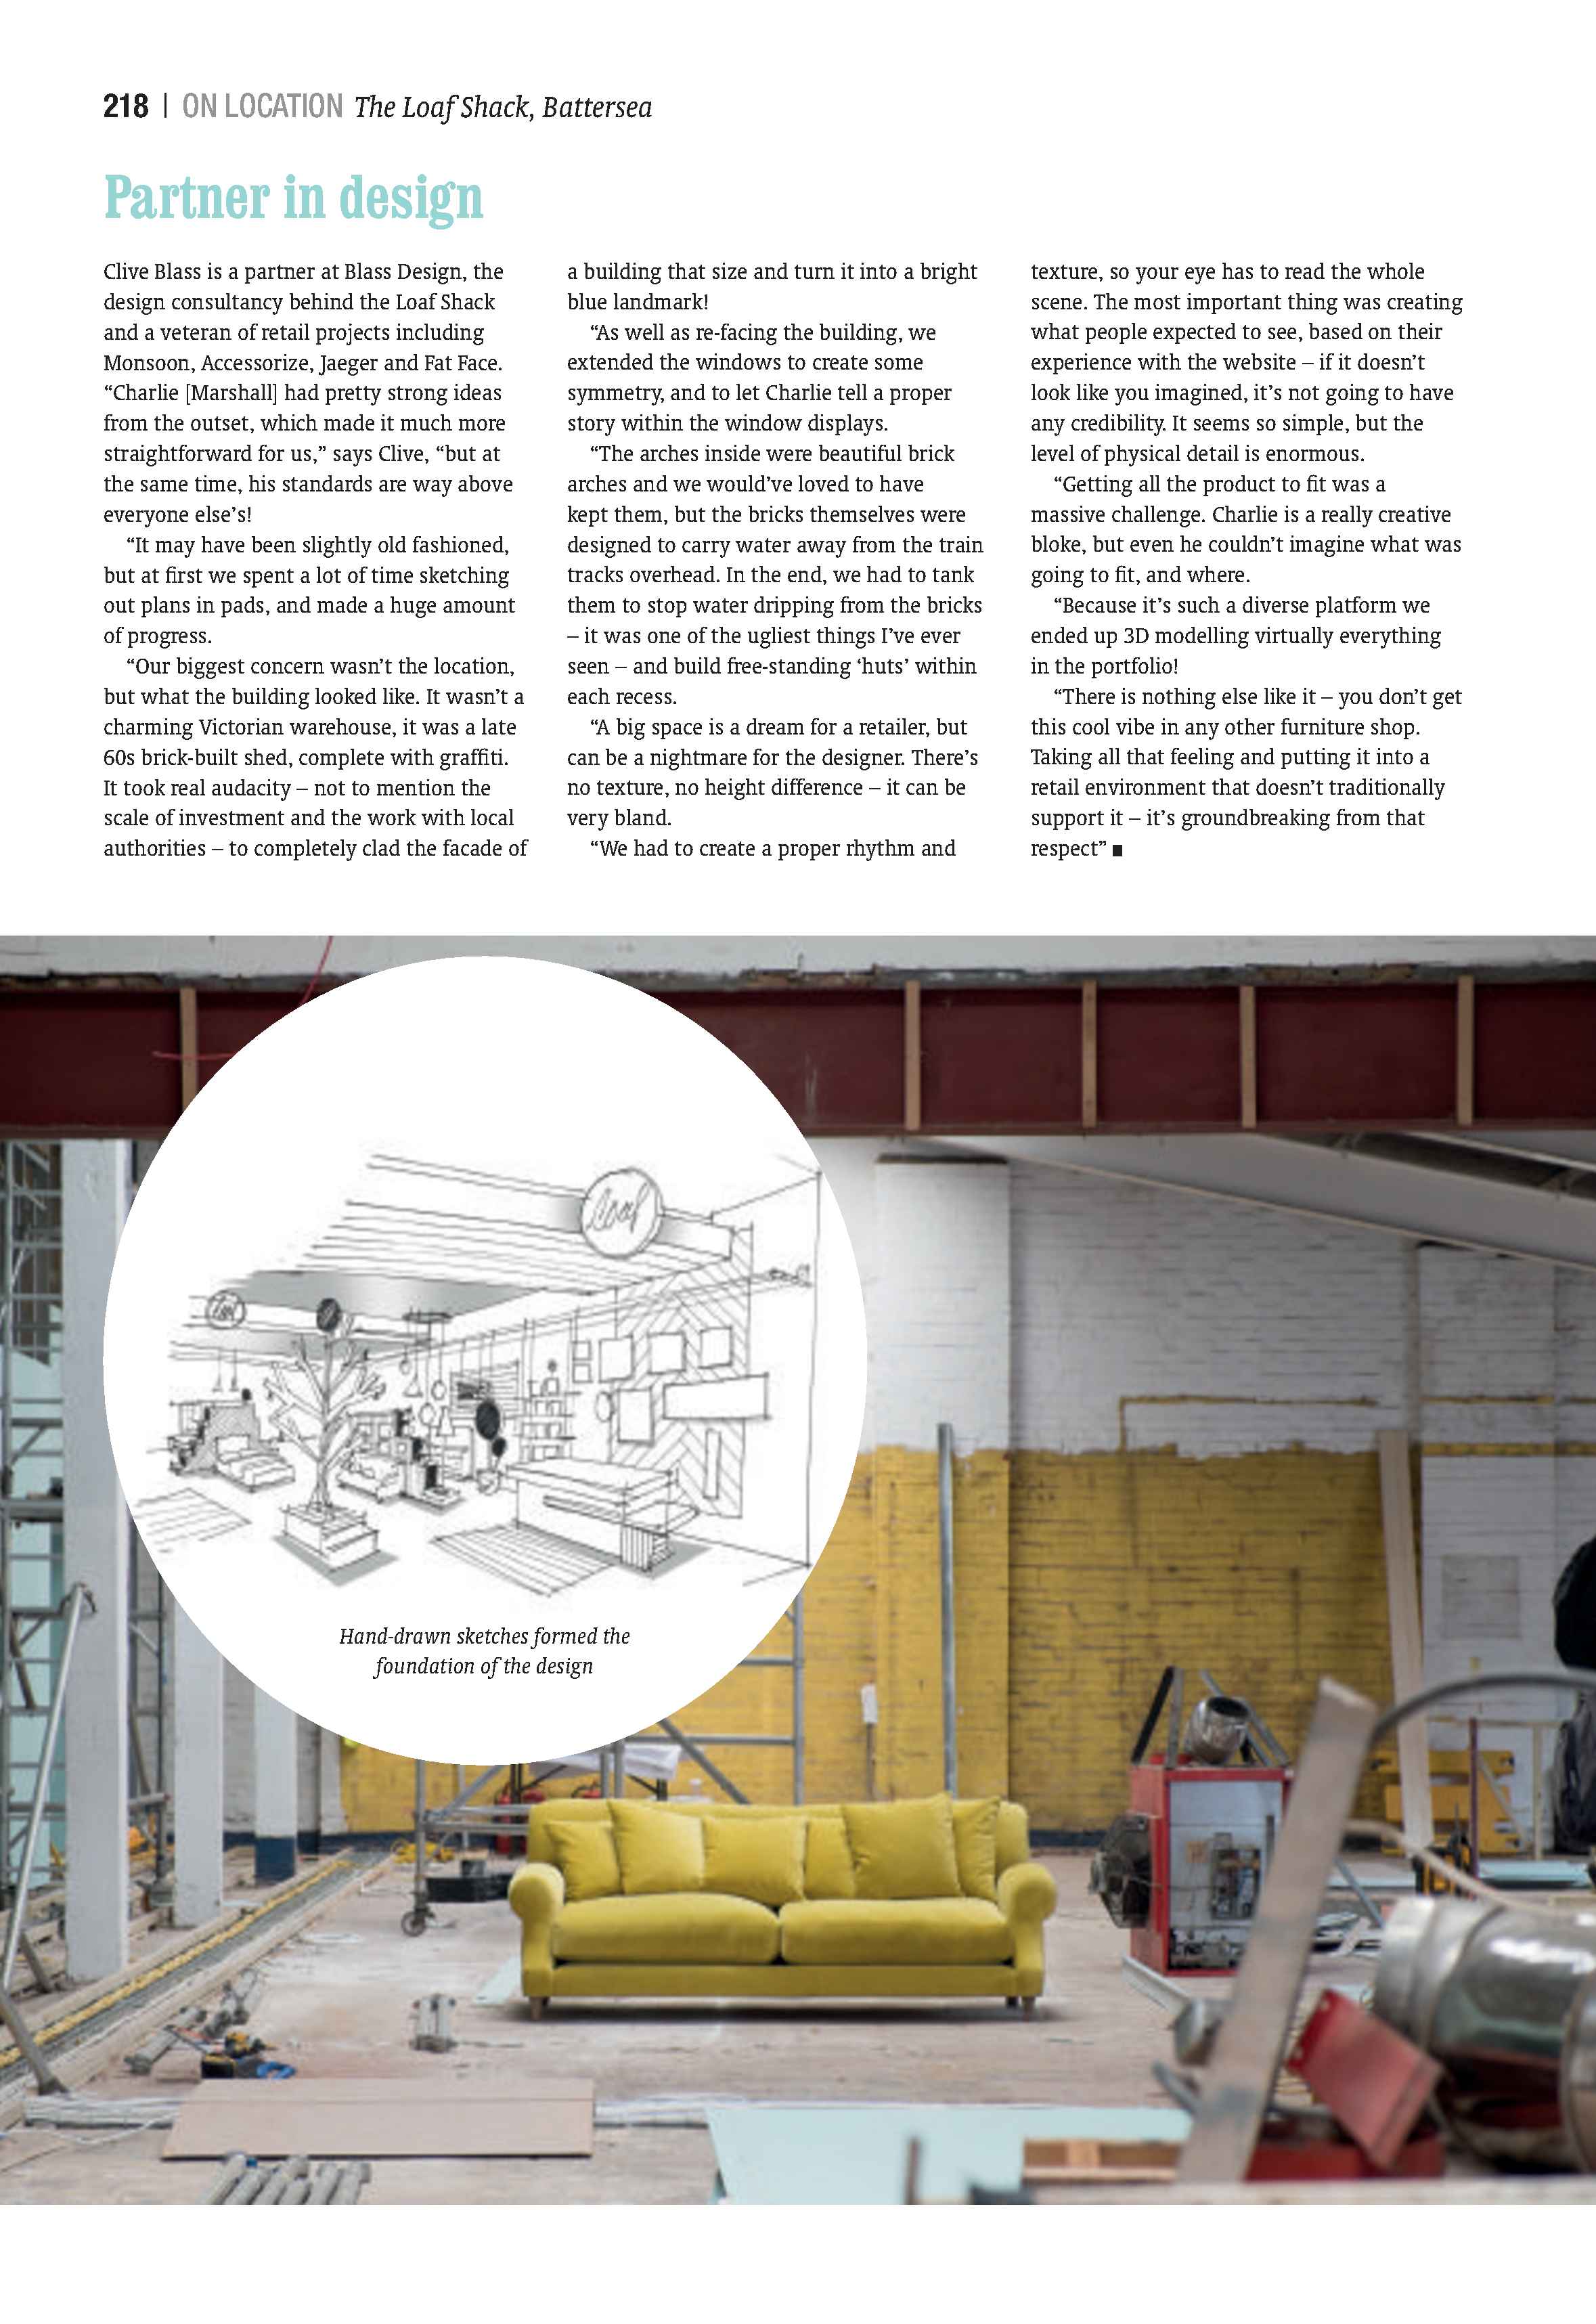 218 | ON LOCATION The Loaf Shack, Battersea
Partner in design
Clive Blass is a partner at Blass Design, the
design consultancy behind the Loaf Shack
and a veteran of retail projects including
Monsoon, Accessorize, Jaeger and Fat Face.
“Charlie [Marshall] had pretty strong ideas
from the outset, which made it much more
straightforward for us,” says Clive, “but at
the same time, his standards are way above
everyone else’s!
“It may have been slightly old fashioned,
but at first we spent a lot of time sketching
out plans in pads, and made a huge amount
of progress.
“Our biggest concern wasn’t the location,
but what the building looked like. It wasn’t a
charming Victorian warehouse, it was a late
60s brick-built shed, complete with graffiti.
It took real audacity – not to mention the
scale of investment and the work with local
authorities – to completely clad the facade of
a building that size and turn it into a bright
blue landmark!
“As well as re-facing the building, we
extended the windows to create some
symmetry, and to let Charlie tell a proper
story within the window displays.
“The arches inside were beautiful brick
arches and we would’ve loved to have
kept them, but the bricks themselves were
designed to carry water away from the train
tracks overhead. In the end, we had to tank
them to stop water dripping from the bricks
– it was one of the ugliest things I’ve ever
seen – and build free-standing ‘huts’ within
each recess.
“A big space is a dream for a retailer, but
can be a nightmare for the designer. There’s
no texture, no height difference – it can be
very bland.
“We had to create a proper rhythm and
texture, so your eye has to read the whole
scene. The most important thing was creating
what people expected to see, based on their
experience with the website – if it doesn’t
look like you imagined, it’s not going to have
any credibility. It seems so simple, but the
level of physical detail is enormous.
“Getting all the product to fit was a
massive challenge. Charlie is a really creative
bloke, but even he couldn’t imagine what was
going to fit, and where.
“Because it’s such a diverse platform we
ended up 3D modelling virtually everything
in the portfolio!
“There is nothing else like it – you don’t get
this cool vibe in any other furniture shop.
Taking all that feeling and putting it into a
retail environment that doesn’t traditionally
support it – it’s groundbreaking from that
respect” ■
loaf
loaf
Hand-drawn sketches formed the
foundation of the design